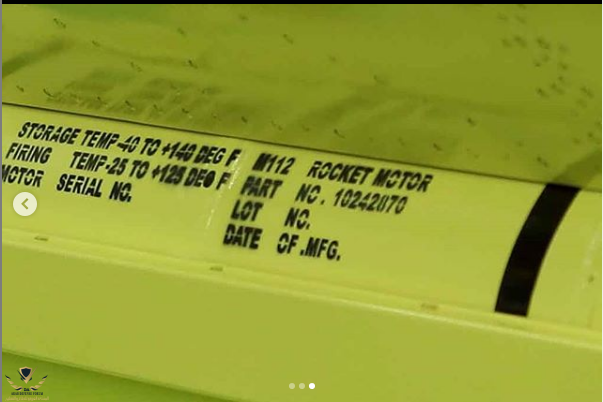 STORAGE TEMP-40 TO +140 DEG F
FIRING TEMP-25 TO +125 DEG F
MOTOR SERIAL NO.
M112 ROCKET MOTOR
PART NO. 10242070
LOT NO.
DATE OF .MFG.